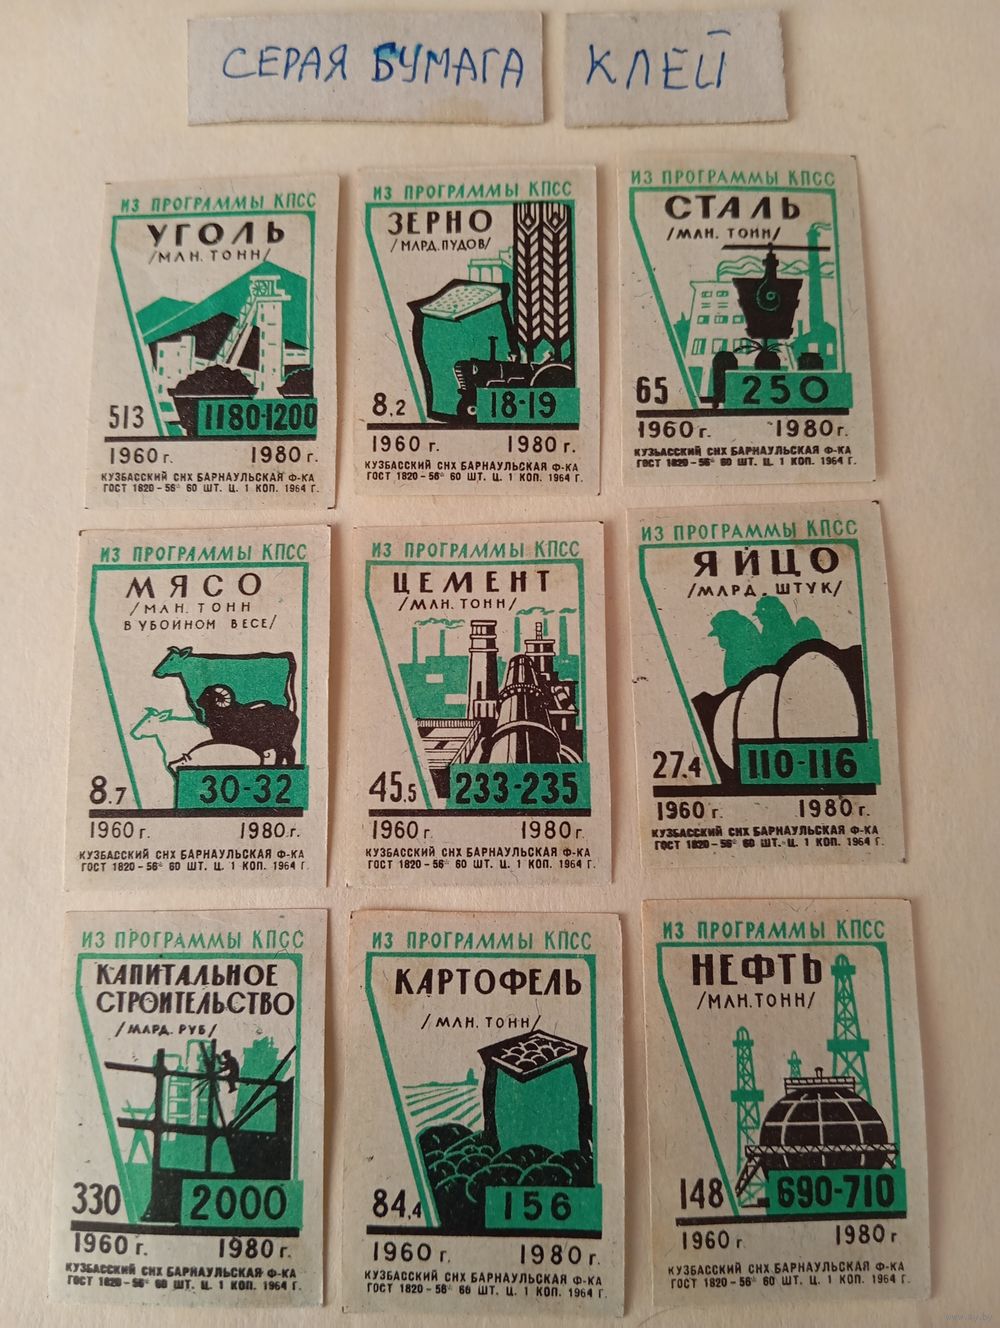 СЕРАЯ БУМАГА КЛЕЙ
ИЗ ПРОГРАММЫ КПСС
УГОЛЬ
/МЛН. ТОНН/
513 1180-1200
1960 г. 1980 г.
КУЗБАССКИЙ СНХ БАРНАУЛЬСКАЯ Ф-КА
ГОСТ 1820-56* 60 ШТ. Ц. 1 КОП. 1964 Г.
ИЗ ПРОГРАММЫ КПСС
ЗЕРНО
/МЛРД. ПУДОВ/
8,2 18-19
1960 г. 1980 г.
КУЗБАССКИЙ СНХ БАРНАУЛЬСКАЯ Ф-КА
ГОСТ 1820-56* 60 ШТ. Ц. 1 КОП. 1964 Г.
ИЗ ПРОГРАММЫ КПСС
СТАЛЬ
/МЛН. ТОНН/
65 250
1960 г. 1980 г.
КУЗБАССКИЙ СНХ БАРНАУЛЬСКАЯ Ф-КА
ГОСТ 1820-56* 60 ШТ. Ц. 1 КОП. 1964 Г.
ИЗ ПРОГРАММЫ КПСС
МЯСО
/МЛН. ТОНН
В УБОЙНОМ ВЕСЕ/
8.7 30-32
1960 г. 1980 г.
КУЗБАССКИЙ СНХ БАРНАУЛЬСКАЯ Ф-КА
ГОСТ 1820-56* 60 ШТ. Ц. 1 КОП. 1964 Г.
ИЗ ПРОГРАММЫ КПСС
ЦЕМЕНТ
/МЛН. ТОНН/
45.5 233-235
1960 г. 1980 г.
КУЗБАССКИЙ СНХ БАРНАУЛЬСКАЯ Ф-КА
ГОСТ 1820-56* 60 ШТ. Ц. 1 КОП. 1964 Г.
ИЗ ПРОГРАММЫ КПСС
ЯЙЦО
/МЛРД. ШТУК/
27.4 110-116
1960 г. 1980 г.
КУЗБАССКИЙ СНХ БАРНАУЛЬСКАЯ Ф-КА
ГОСТ 1820-56* 60 ШТ. Ц. 1 КОП. 1964 Г.
ИЗ ПРОГРАММЫ КПСС
КАПИТАЛЬНОЕ
СТРОИТЕЛЬСТВО
/МЛРД. РУБ/
330 2000
1960 г. 1980 г.
КУЗБАССКИЙ СНХ БАРНАУЛЬСКАЯ Ф-КА
ГОСТ 1820-56* 60 ШТ. Ц. 1 КОП. 1964 Г.
ИЗ ПРОГРАММЫ КПСС
КАРТОФЕЛЬ
/МЛН. ТОНН/
84,4 156
1960 г. 1980 г.
КУЗБАССКИЙ СНХ БАРНАУЛЬСКАЯ Ф-КА
ГОСТ 1820-56* 60 ШТ. Ц. 1 КОП. 1964 Г.
ИЗ ПРОГРАММЫ КПСС
НЕФТЬ
/МЛН. ТОНН/
148 690-710
1960 г. 1980 г.
КУЗБАССКИЙ СНХ БАРНАУЛЬСКАЯ Ф-КА
ГОСТ 1820-56* 60 ШТ. Ц. 1 КОП. 1964 Г.